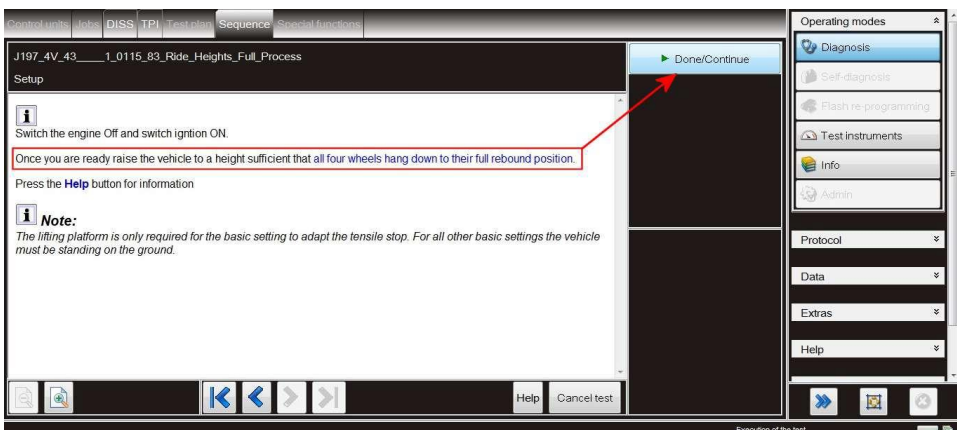 Control units Jobs DISS TPI Test plan Sequence Special functions
J197_4V_43____1_0115_83_Ride_Heights_Full_Process
Setup
Done/Continue
Switch the engine Off and switch igntion ON.
Once you are ready raise the vehicle to a height sufficient that all four wheels hang down to their full rebound position.
Press the Help button for information
Note:
The lifting platform is only required for the basic setting to adapt the tensile stop. For all other basic settings the vehicle
must be standing on the ground.
Help Cancel test
Operating modes
Diagnosis
Self-diagnosis
Flash re-programming
Test instruments
Info
Admin
Protocol
Data
Extras
Help
Execution of the test